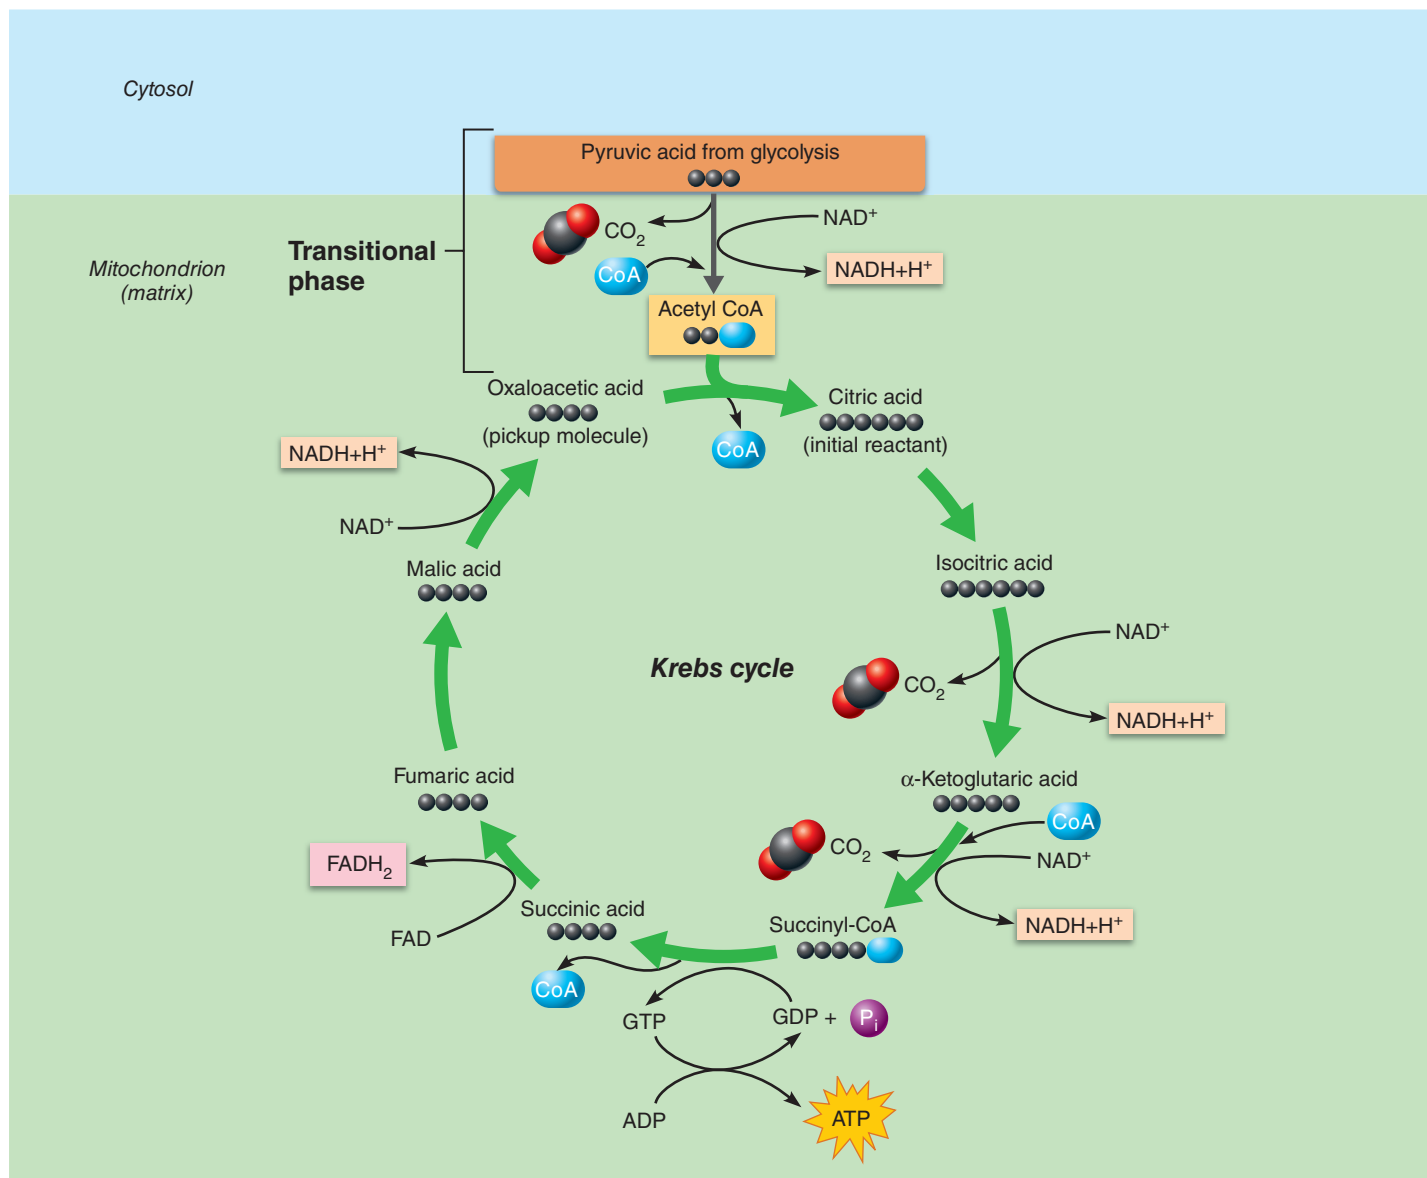 Cytosol
Pyruvic acid from glycolysis
Transitional
phase
Mitochondrion
(matrix)
CO₂
NAD⁺
CoA
NADH+H⁺
Acetyl CoA
Oxaloacetic acid
(pickup molecule)
Citric acid
(initial reactant)
CoA
NADH+H⁺
NAD⁺
Malic acid
Isocitric acid
Krebs cycle
NAD⁺
CO₂
NADH+H⁺
Fumaric acid
α-Ketoglutaric acid
CoA
CO₂
NAD⁺
FADH₂
FAD
Succinic acid
Succinyl-CoA
NADH+H⁺
CoA
GTP
GDP + Pᵢ
ADP
ATP